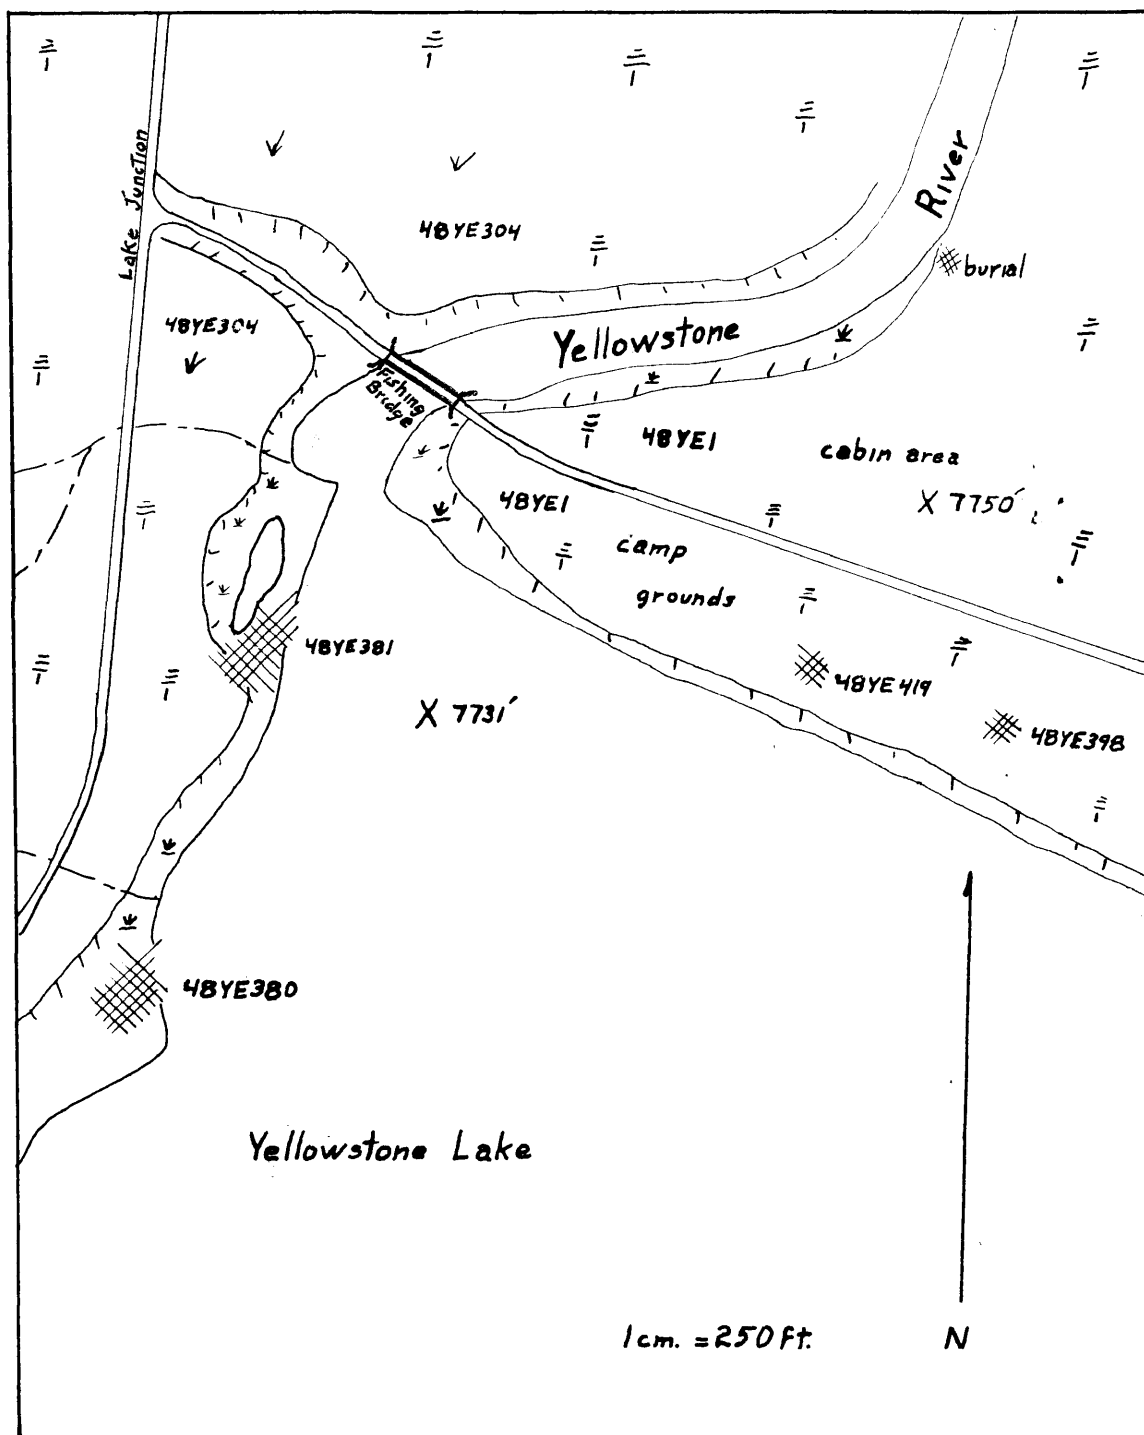 Lake Junction
River
48YE304
burial
48YE304
Yellowstone
Fishing
Bridge
48YE1
cabin area
X 7750´
48YE1
camp
grounds
48YE381
48YE419
X 7731´
48YE398
48YE380
Yellowstone Lake
1cm. = 250 Ft.
N